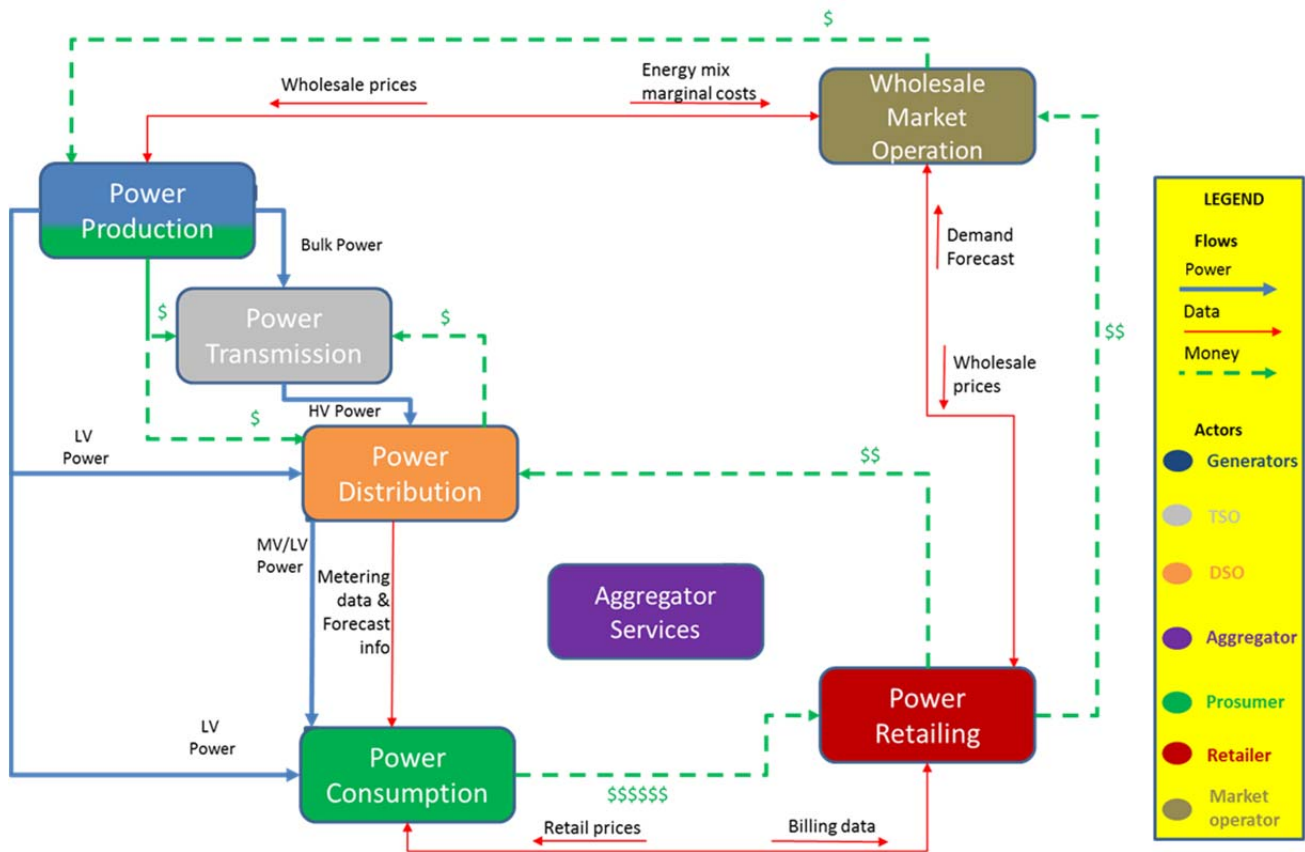 $
Wholesale prices
Energy mix
marginal costs
Wholesale
Market
Operation
Power
Production
Bulk Power
Demand
Forecast
$
Power
Transmission
$
$$
Wholesale
prices
HV Power
$
LV
Power
Power
Distribution
$$
MV/LV
Power
Metering
data &
Forecast
info
Aggregator
Services
LV
Power
Power
Consumption
$$$$$$
Power
Retailing
Retail prices
Billing data
LEGEND
Flows
Power
Data
Money
Actors
Generators
TSO
DSO
Aggregator
Prosumer
Retailer
Market
operator